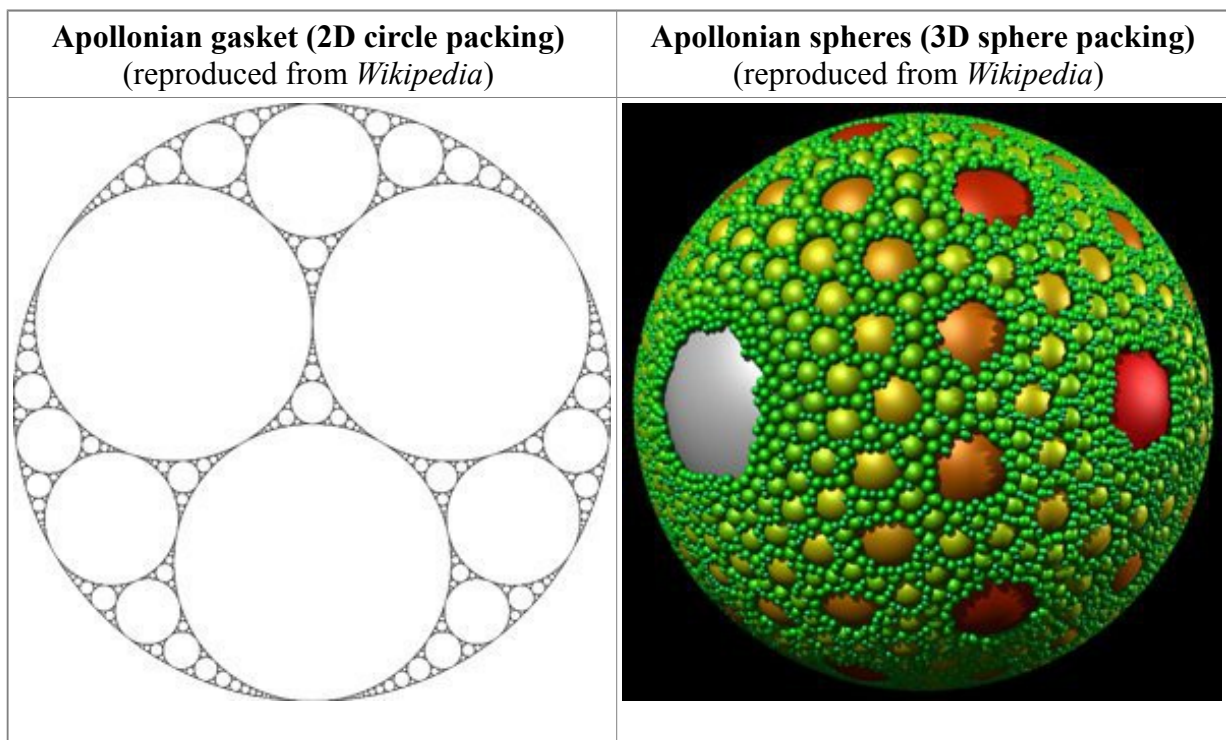 Apollonian gasket (2D circle packing)
(reproduced from Wikipedia)
Apollonian spheres (3D sphere packing)
(reproduced from Wikipedia)